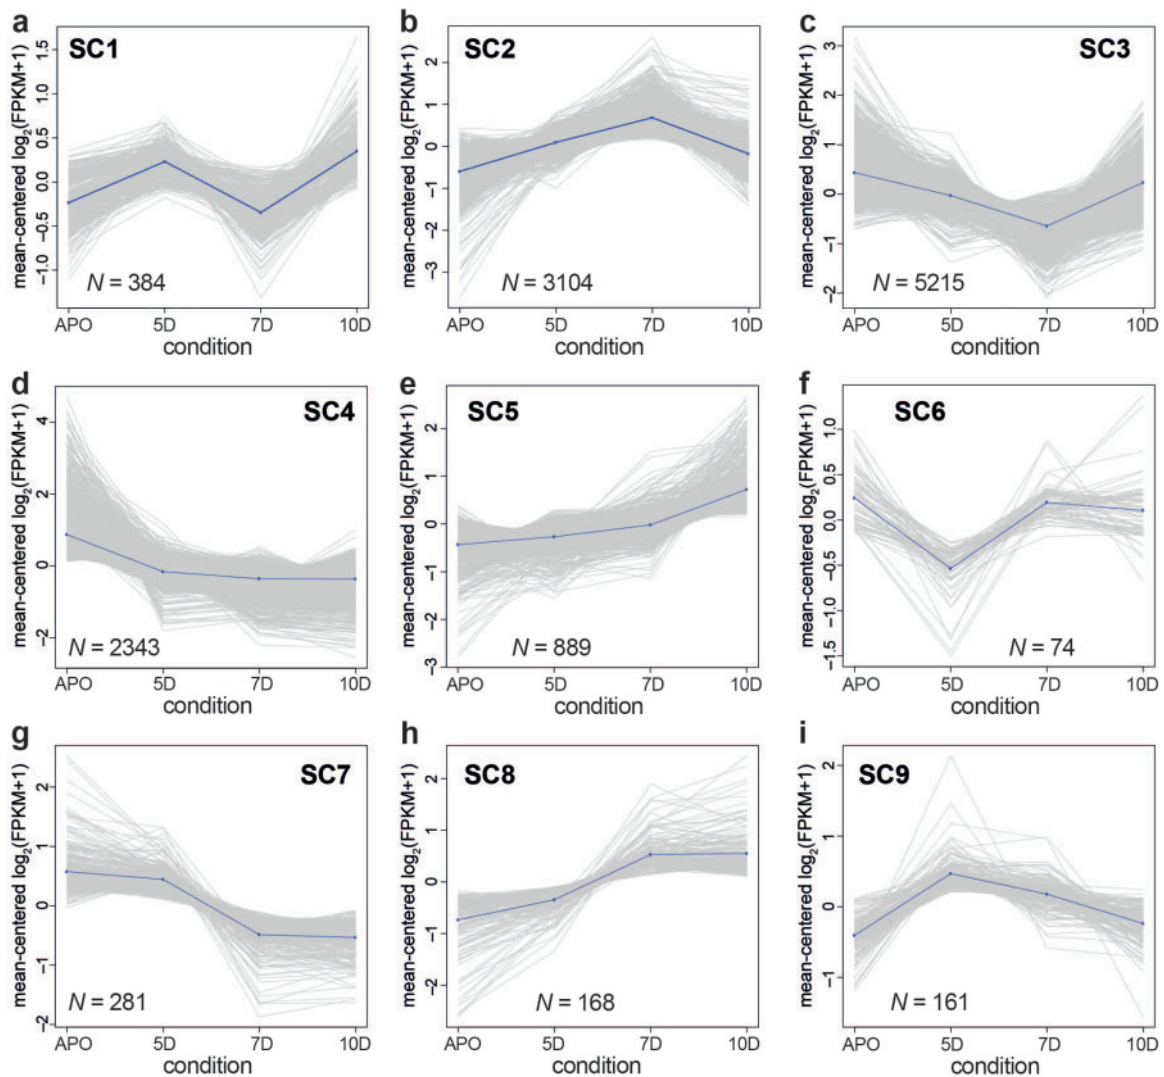 a
SC1
mean-centered log2(FPKM+1)
1.5
1.0
0.5
0.0
−0.5
−1.0
N = 384
APO 5D 7D 10D
condition
b
SC2
mean-centered log2(FPKM+1)
2
1
0
−1
−2
−3
N = 3104
APO 5D 7D 10D
condition
c
SC3
mean-centered log2(FPKM+1)
3
2
1
0
−1
−2
N = 5215
APO 5D 7D 10D
condition
d
SC4
mean-centered log2(FPKM+1)
4
2
0
−2
N = 2343
APO 5D 7D 10D
condition
e
SC5
mean-centered log2(FPKM+1)
2
1
0
−1
−2
−3
N = 889
APO 5D 7D 10D
condition
f
SC6
mean-centered log2(FPKM+1)
1.0
0.5
0.0
−0.5
−1.0
−1.5
N = 74
APO 5D 7D 10D
condition
g
SC7
mean-centered log2(FPKM+1)
2
1
0
−1
−2
N = 281
APO 5D 7D 10D
condition
h
SC8
mean-centered log2(FPKM+1)
2
1
0
−1
−2
N = 168
APO 5D 7D 10D
condition
i
SC9
mean-centered log2(FPKM+1)
2
1
0
−1
N = 161
APO 5D 7D 10D
condition